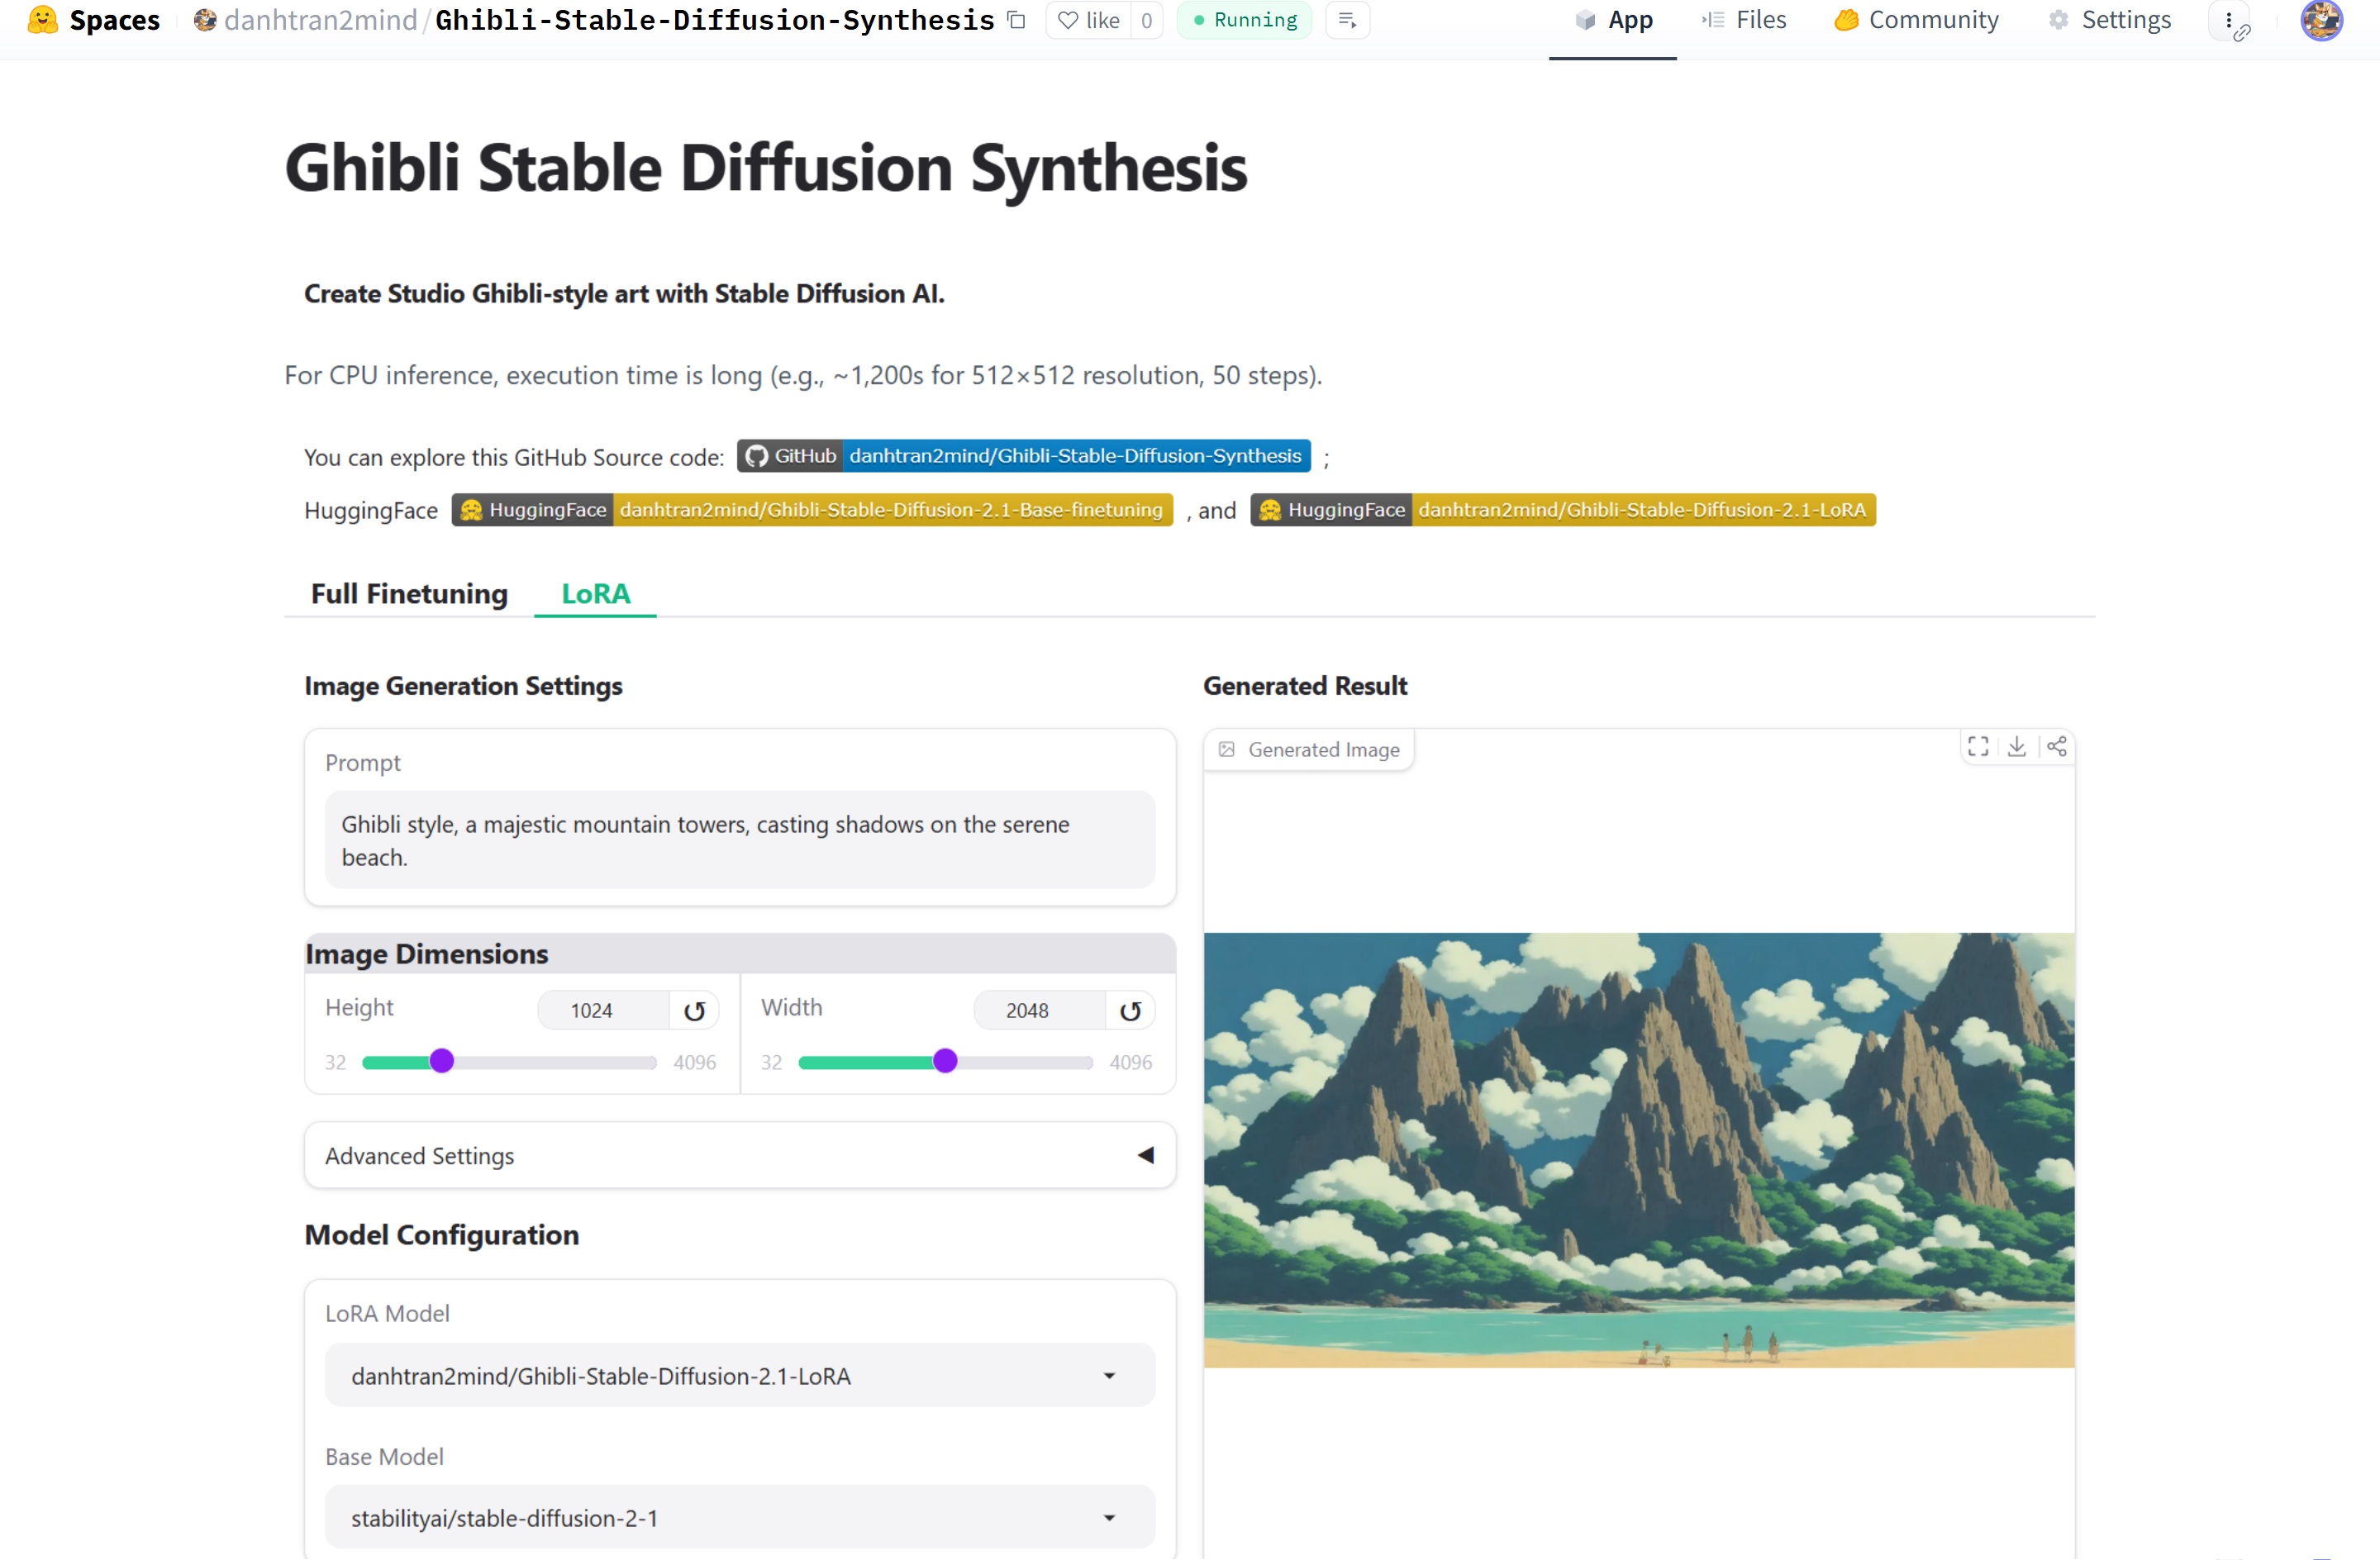 Spaces danhtran2mind/Ghibli-Stable-Diffusion-Synthesis like 0 Running App Files Community Settings
Ghibli Stable Diffusion Synthesis
Create Studio Ghibli-style art with Stable Diffusion AI.
For CPU inference, execution time is long (e.g., ~1,200s for 512×512 resolution, 50 steps).
You can explore this GitHub Source code: GitHub danhtran2mind/Ghibli-Stable-Diffusion-Synthesis ;
HuggingFace HuggingFace danhtran2mind/Ghibli-Stable-Diffusion-2.1-Base-finetuning , and HuggingFace danhtran2mind/Ghibli-Stable-Diffusion-2.1-LoRA
Full Finetuning LoRA
Image Generation Settings
Prompt
Ghibli style, a majestic mountain towers, casting shadows on the serene
beach.
Image Dimensions
Height 1024 Width 2048
32 4096 32 4096
Advanced Settings
Model Configuration
LoRA Model
danhtran2mind/Ghibli-Stable-Diffusion-2.1-LoRA
Base Model
stabilityai/stable-diffusion-2-1
Generated Result
Generated Image